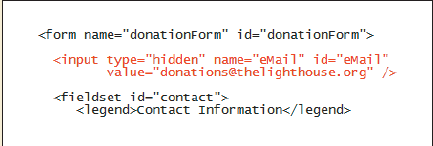 <form name="donationForm" id="donationForm">
<input type="hidden" name="eMail" id="eMail"
value="donations@thelighthouse.org" />
<fieldset id="contact">
<legend>Contact Information</legend>